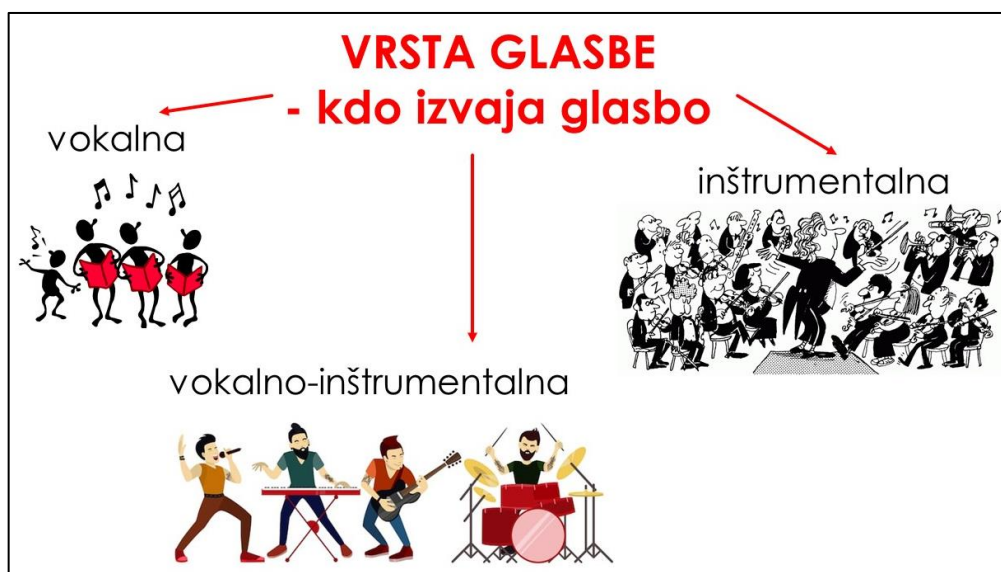 VRSTA GLASBE
- kdo izvaja glasbo
vokalna
inštrumentalna
vokalno-inštrumentalna